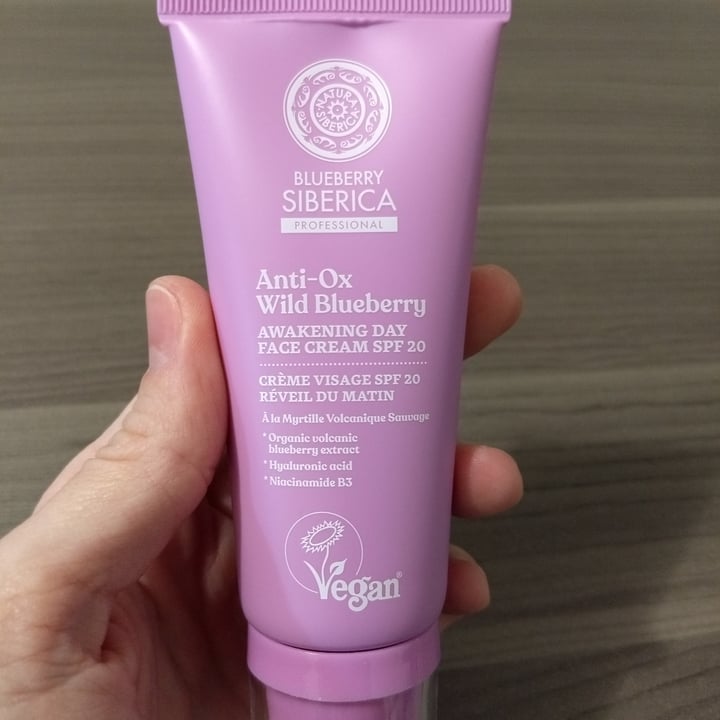 NATURA
SIBERICA
BLUEBERRY
SIBERICA
PROFESSIONAL
Anti-Ox
Wild Blueberry
AWAKENING DAY
FACE CREAM SPF 20
CRÈME VISAGE SPF 20
RÉVEIL DU MATIN
À la Myrtille Volcanique Sauvage
* Organic volcanic
blueberry extract
* Hyaluronic acid
* Niacinamide B3
Vegan®